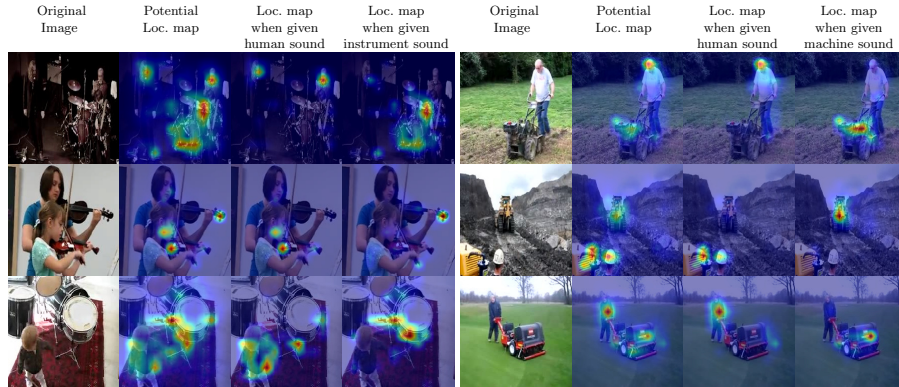 Original
Image
Potential
Loc. map
Loc. map
when given
human sound
Loc. map
when given
instrument sound
Original
Image
Potential
Loc. map
Loc. map
when given
human sound
Loc. map
when given
machine sound